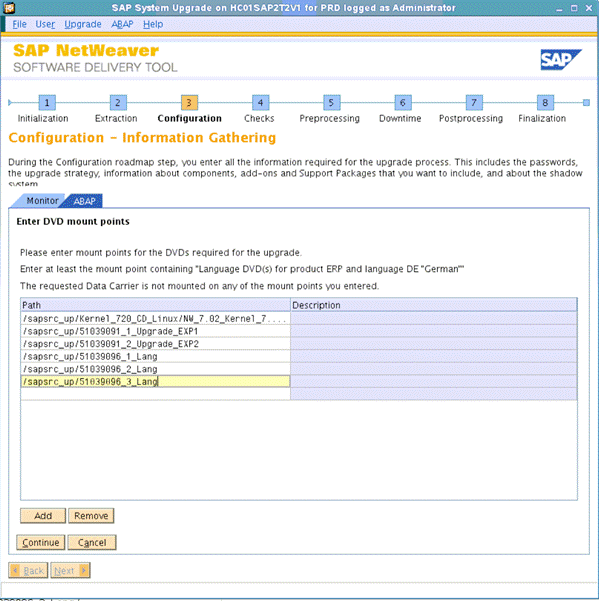 SAP System Upgrade on HC01SAP2T2V1 for PRD logged as Administrator
File User Upgrade ABAP Help
SAP NetWeaver
SOFTWARE DELIVERY TOOL
SAP
1 2 3 4 5 6 7 8
Initialization Extraction Configuration Checks Preprocessing Downtime Postprocessing Finalization
Configuration - Information Gathering
During the Configuration roadmap step, you enter all the information required for the upgrade process. This includes the passwords,
the upgrade strategy, information about components, add-ons and Support Packages that you want to include, and about the shadow
system
Monitor ABAP
Enter DVD mount points
Please enter mount points for the DVDs required for the upgrade.
Enter at least the mount point containing "Language DVD(s) for product ERP and language DE "German""
The requested Data Carrier is not mounted on any of the mount points you entered.
Path Description
/sapsrc_up/Kernel_720_CD_Linux/NW_7.02_Kernel_7....
/sapsrc_up/51039091_1_Upgrade_EXP1
/sapsrc_up/51039091_2_Upgrade_EXP2
/sapsrc_up/51039096_1_Lang
/sapsrc_up/51039096_2_Lang
/sapsrc_up/51039096_3_Lang
Add Remove
Continue Cancel
Back Next